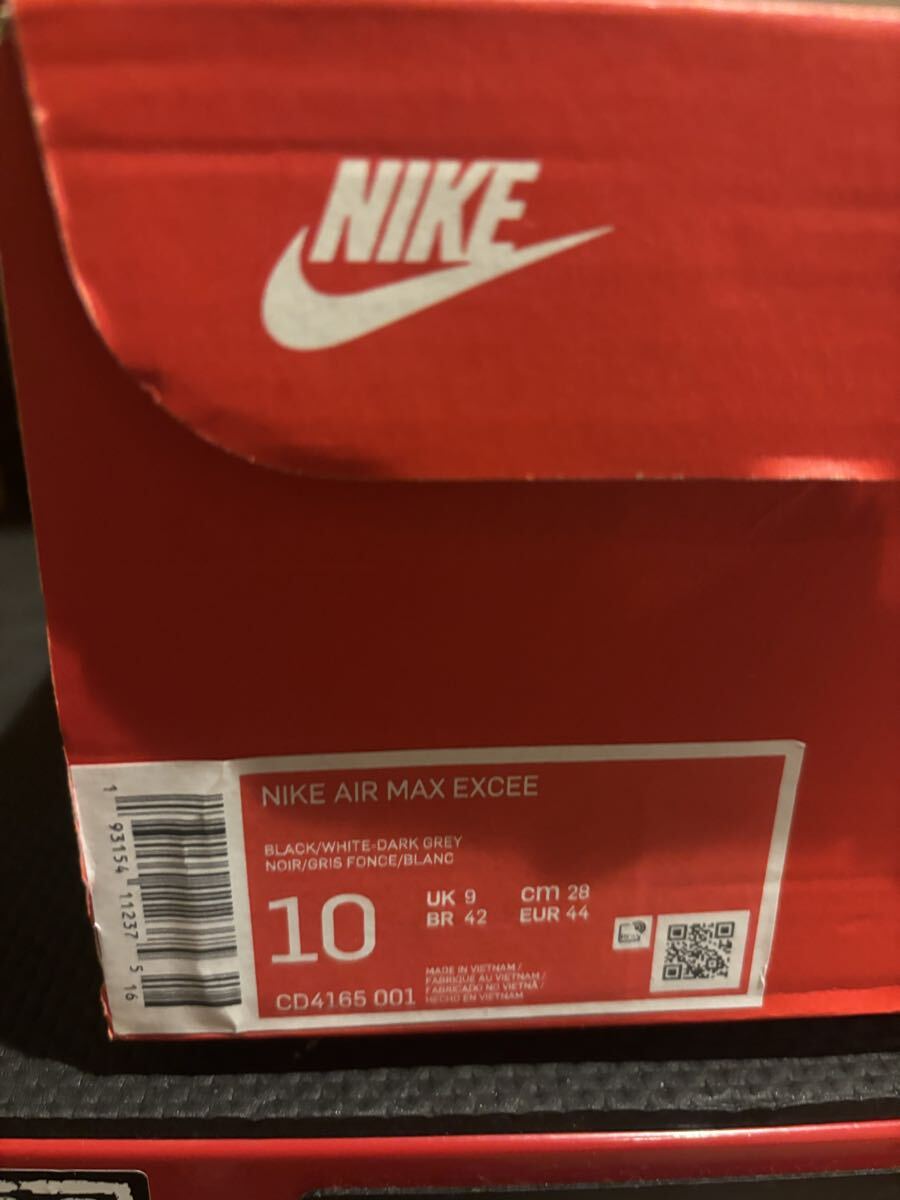 NIKE
NIKE AIR MAX EXCEE
BLACK/WHITE-DARK GREY
NOIR/GRIS FONCE/BLANC
10
UK 9
cm 28
BR 42
EUR 44
CD4165 001
MADE IN VIETNAM /
FABRIQUE AU VIETNAM /
FABRICADO NO VIETNÃ /
HECHO EN VIETNAM
1 93154 11237 5 16